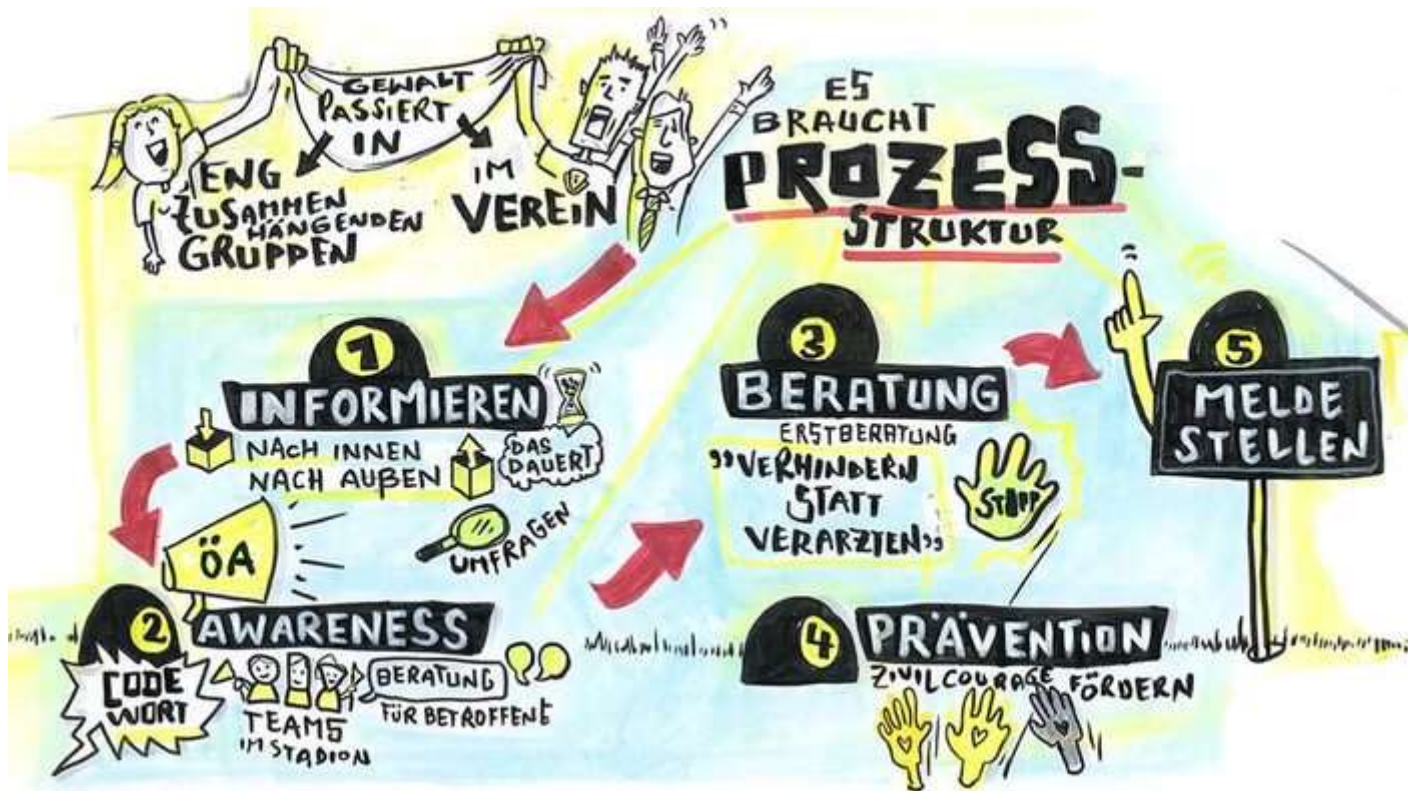 GEWALT
PASSIERT
IN
ENG
ZUSAMMEN
HÄNGENDEN
GRUPPEN
IM
VEREIN
ES
BRAUCHT
PROZESS-
STRUKTUR
1
INFORMIEREN
NACH INNEN
NACH AUßEN
DAS
DAUERT
UMFRAGEN
ÖA
2
AWARENESS
CODE
WORT
TEAMS
IM STADION
BERATUNG
FÜR BETROFFENE
3
BERATUNG
ERSTBERATUNG
"VERHINDERN
STATT
VERARZTEN"
STOPP
4
PRÄVENTION
ZIVILCOURAGE FÖRDERN
5
MELDE
STELLEN